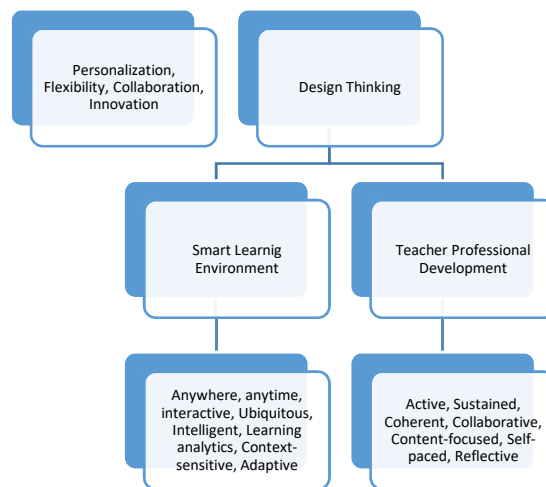 Personalization,
Flexibility, Collaboration,
Innovation
Design Thinking
Smart Learnig
Environment
Teacher Professional
Development
Anywhere, anytime,
interactive, Ubiquitous,
Intelligent, Learning
analytics, Context-
sensitive, Adaptive
Active, Sustained,
Coherent, Collaborative,
Content-focused, Self-
paced, Reflective